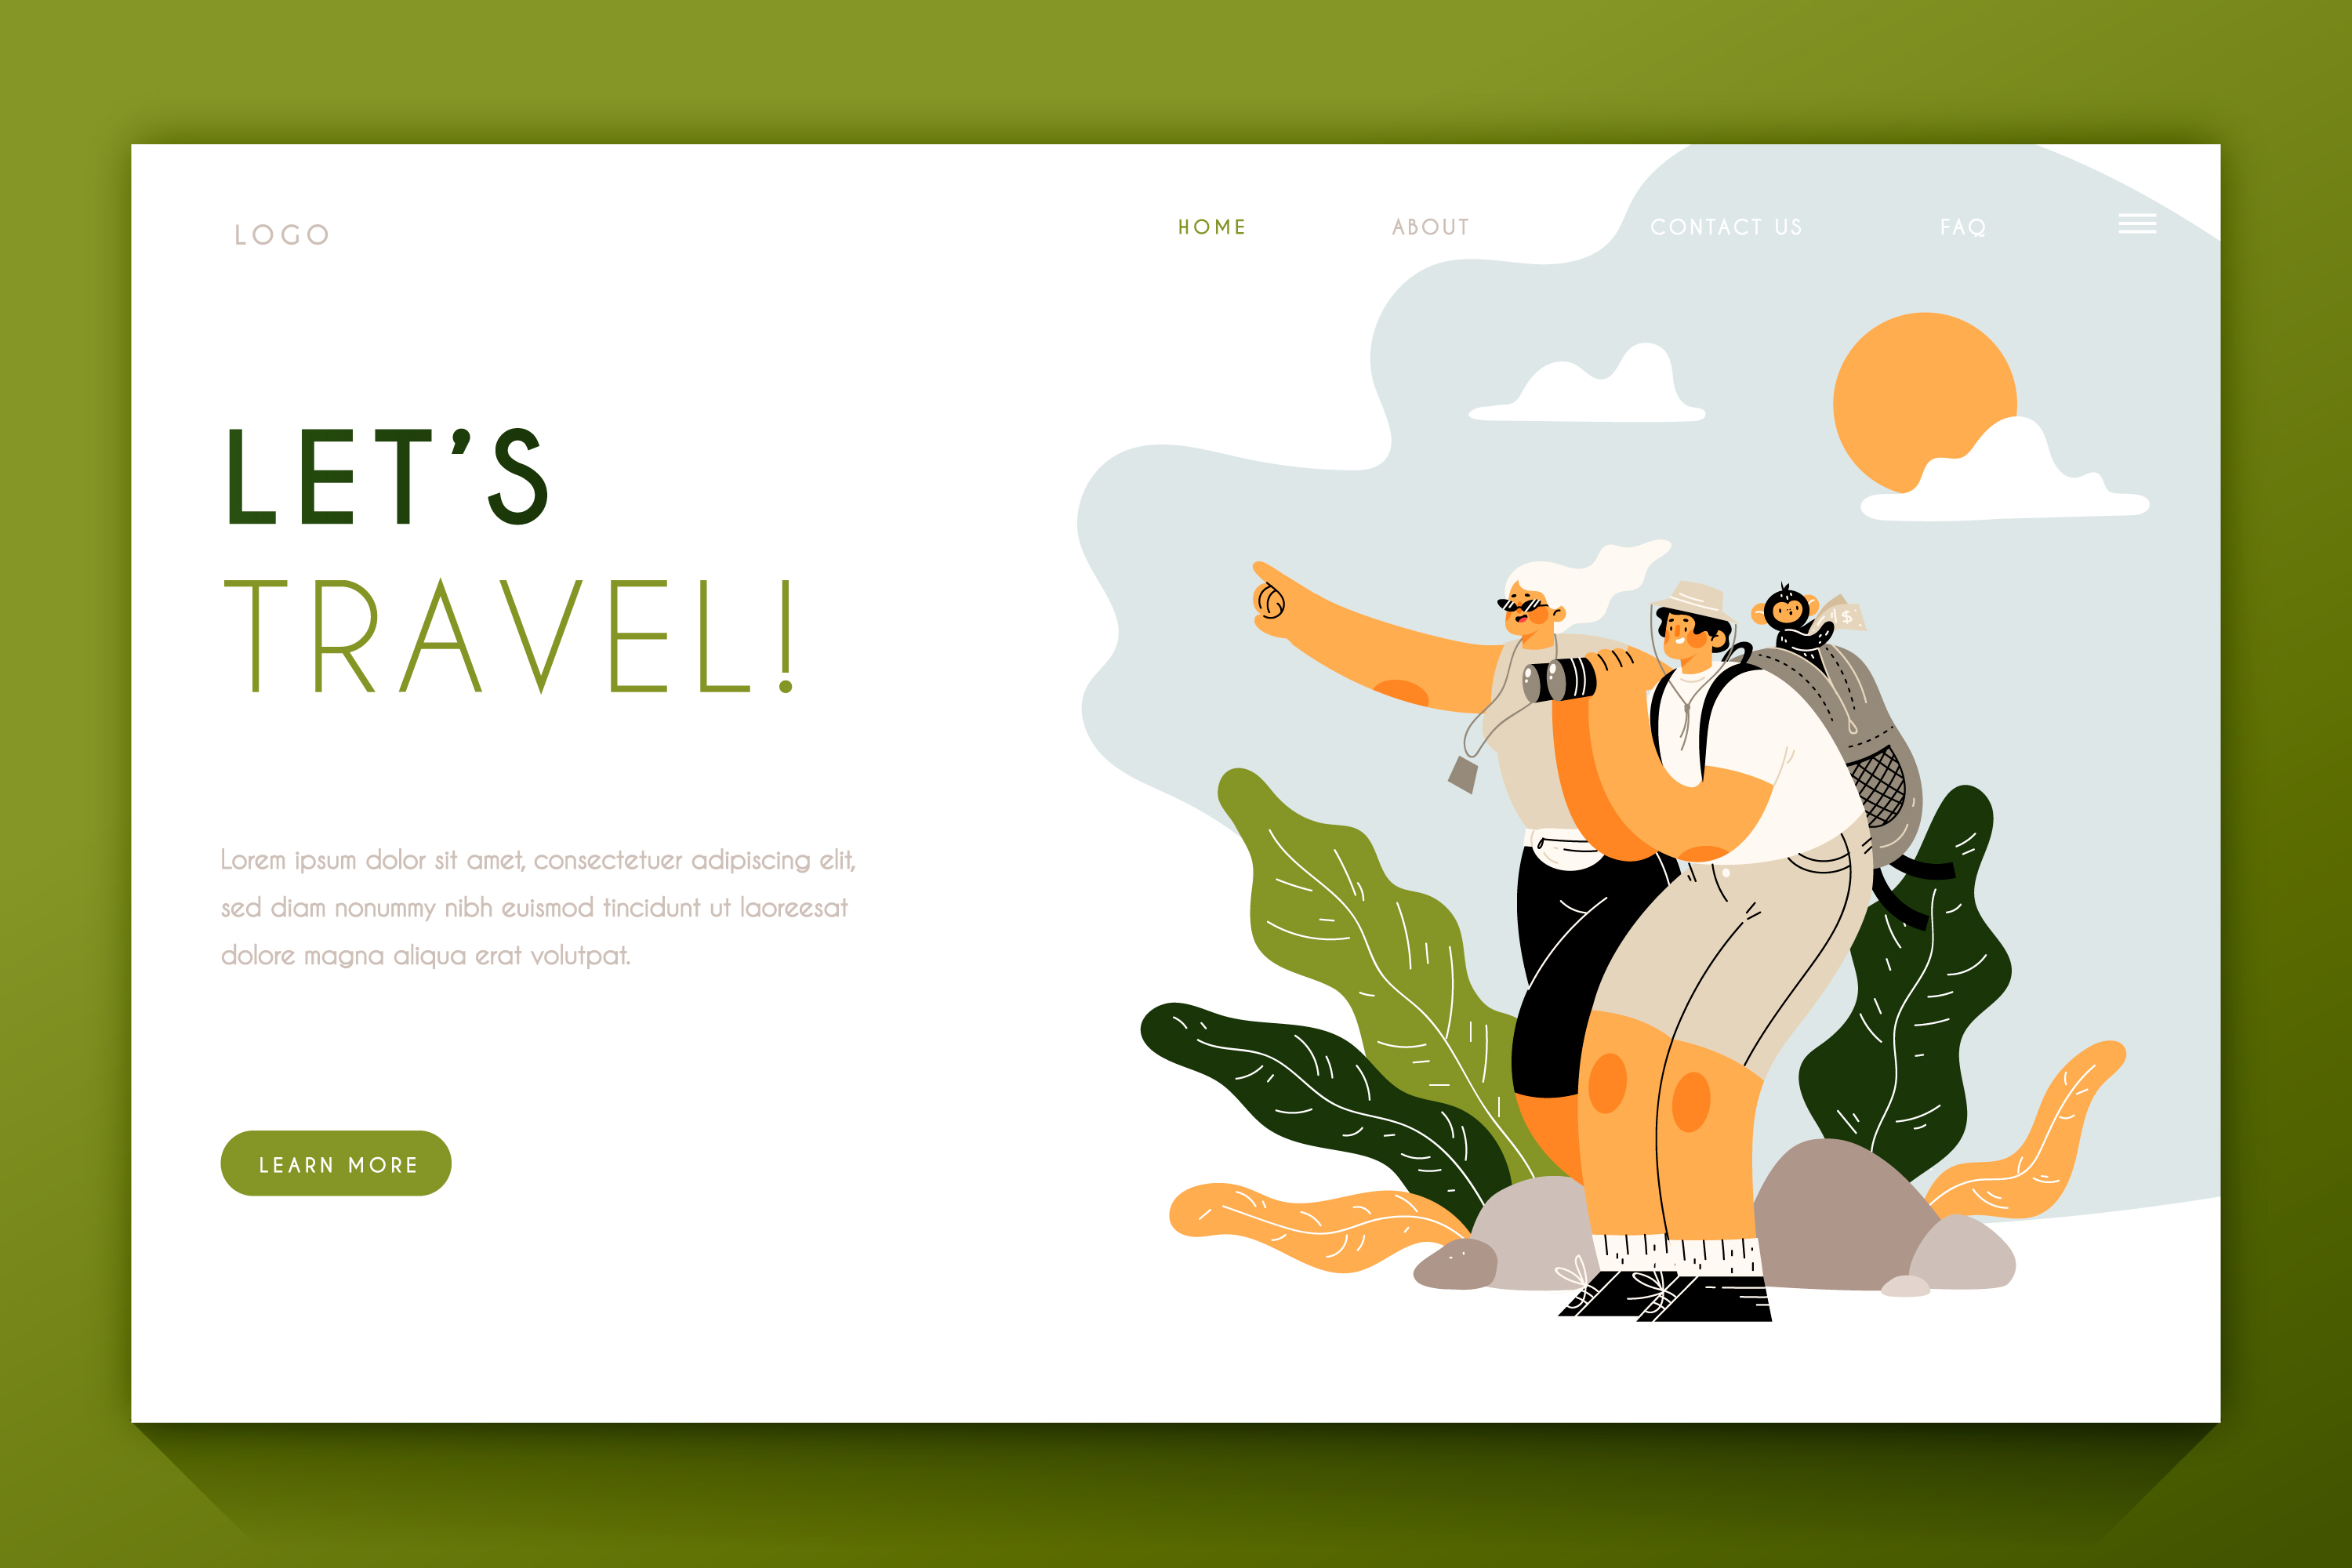 LOGO
HOME ABOUT CONTACT US FAQ
LET'S
TRAVEL!
$
Lorem ipsum dolor sit amet, consectetuer adipiscing elit,
sed diam nonummy nibh euismod tincidunt ut laoreesat
dolore magna aliqua erat volutpat.
LEARN MORE